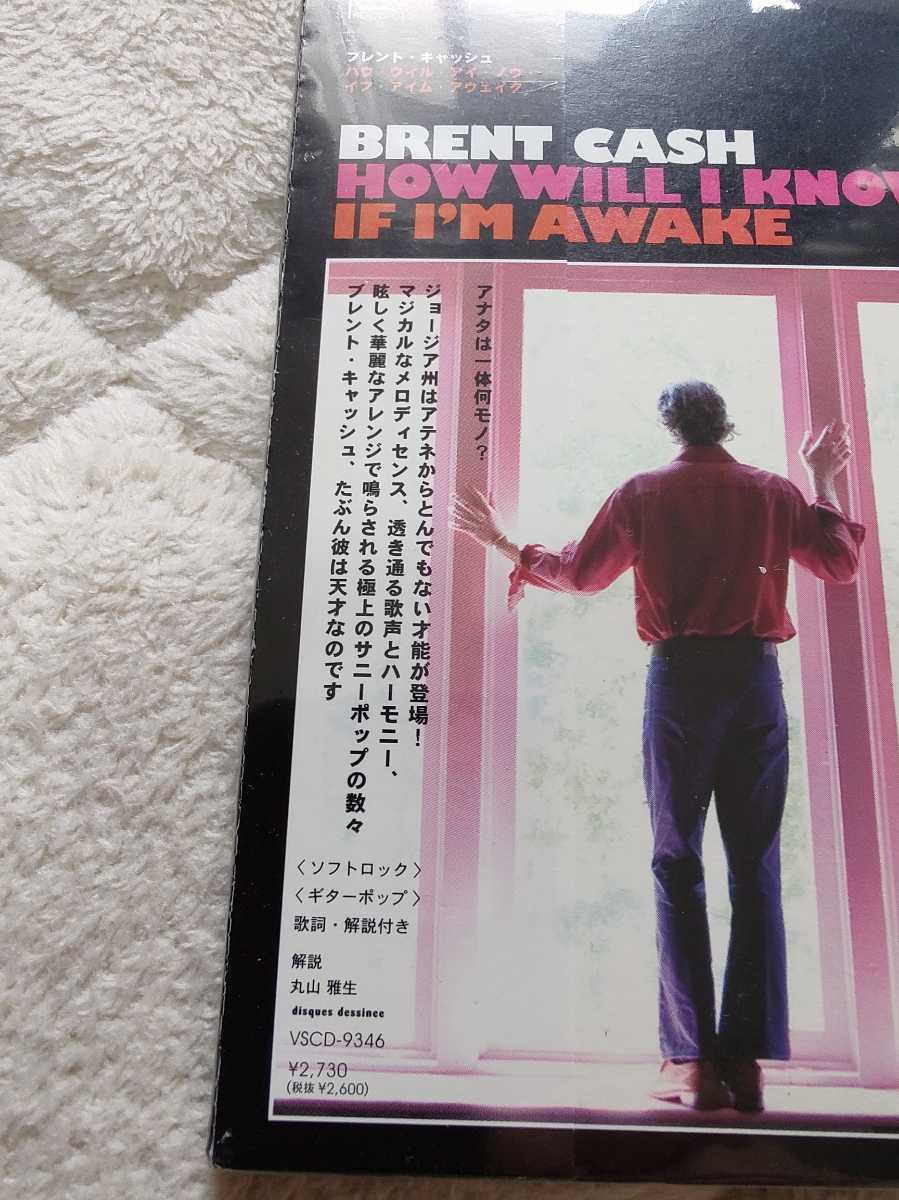 ブレント・キャッシュ
ハウ・ウィル・アイ・ノウ
イフ・アイム・アウェイク
BRENT CASH
HOW WILL I KNOW
IF I'M AWAKE
アナタは一体何モノ？
ジョージア州はアテネからとんでもない才能が登場！
マジカルなメロディセンス、透き通る歌声とハーモニー、
眩しく華麗なアレンジで鳴らされる極上のサニーポップの数々
ブレント・キャッシュ、たぶん彼は天才なのです
〈ソフトロック〉
〈ギターポップ〉
歌詞・解説付き
解説
丸山 雅生
disques dessinee
VSCD-9346
¥2,730
(税抜 ¥2,600)